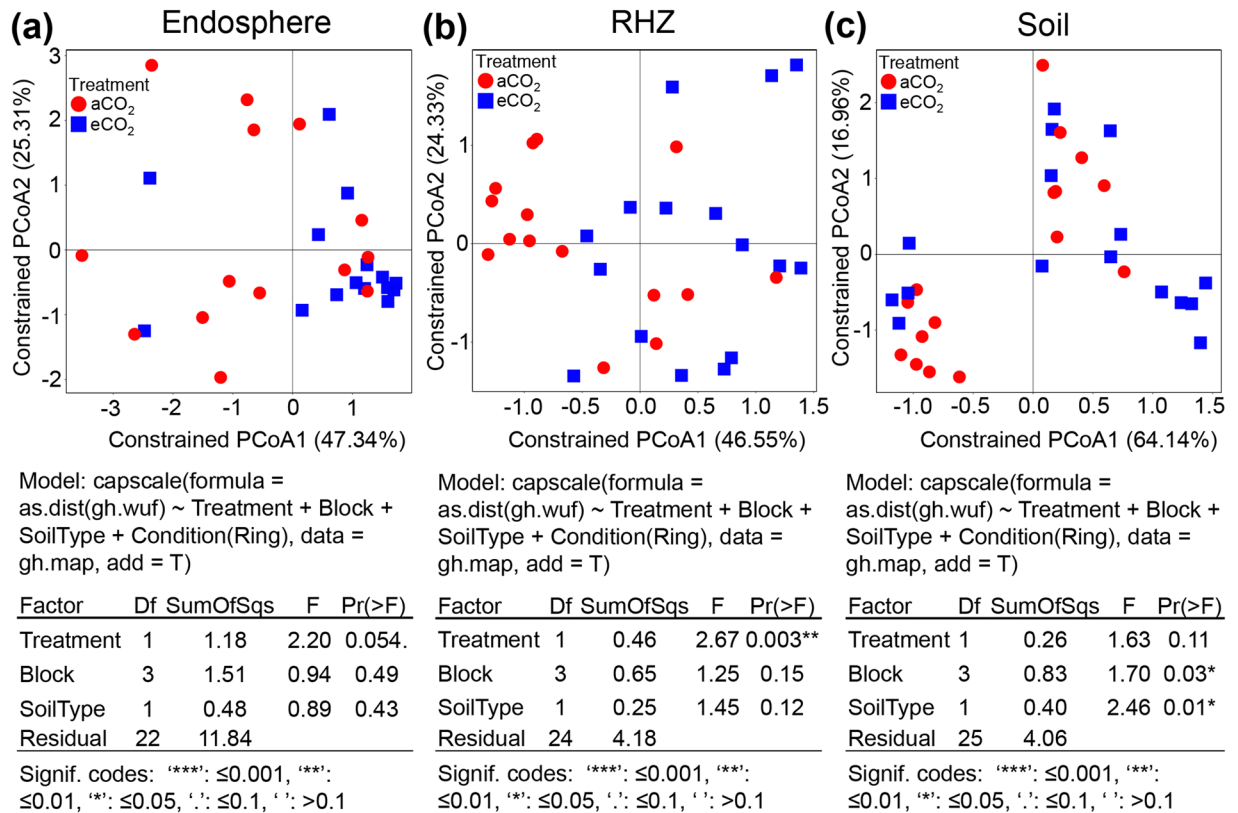 (a) Endosphere
Treatment
aCO2
eCO2
3
2
1
0
-1
-2
Constrained PCoA2 (25.31%)
-3 -2 -1 0 1
Constrained PCoA1 (47.34%)
Model: capscale(formula =
as.dist(gh.wuf) ~ Treatment + Block +
SoilType + Condition(Ring), data =
gh.map, add = T)
Factor Df SumOfSqs F Pr(>F)
Treatment 1 1.18 2.20 0.054.
Block 3 1.51 0.94 0.49
SoilType 1 0.48 0.89 0.43
Residual 22 11.84
Signif. codes: ‘***’: ≤0.001, ‘**’:
≤0.01, ‘*’: ≤0.05, ‘.’: ≤0.1, ‘ ’: >0.1
(b) RHZ
Treatment
aCO2
eCO2
1
0
-1
Constrained PCoA2 (24.33%)
-1.0 -0.5 0.0 0.5 1.0 1.5
Constrained PCoA1 (46.55%)
Model: capscale(formula =
as.dist(gh.wuf) ~ Treatment + Block +
SoilType + Condition(Ring), data =
gh.map, add = T)
Factor Df SumOfSqs F Pr(>F)
Treatment 1 0.46 2.67 0.003**
Block 3 0.65 1.25 0.15
SoilType 1 0.25 1.45 0.12
Residual 24 4.18
Signif. codes: ‘***’: ≤0.001, ‘**’:
≤0.01, ‘*’: ≤0.05, ‘.’: ≤0.1, ‘ ’: >0.1
(c) Soil
Treatment
aCO2
eCO2
2
1
0
-1
Constrained PCoA2 (16.96%)
-1.0 -0.5 0.0 0.5 1.0 1.5
Constrained PCoA1 (64.14%)
Model: capscale(formula =
as.dist(gh.wuf) ~ Treatment + Block +
SoilType + Condition(Ring), data =
gh.map, add = T)
Factor Df SumOfSqs F Pr(>F)
Treatment 1 0.26 1.63 0.11
Block 3 0.83 1.70 0.03*
SoilType 1 0.40 2.46 0.01*
Residual 25 4.06
Signif. codes: ‘***’: ≤0.001, ‘**’:
≤0.01, ‘*’: ≤0.05, ‘.’: ≤0.1, ‘ ’: >0.1